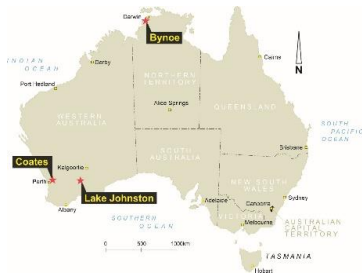 Darwin
Bynoe
INDIAN
OCEAN
Derby
Cairns
N
NORTHERN
TERRITORY
Port Hedland
Alice Springs
QUEENSLAND
WESTERN
AUSTRALIA
SOUTH
PACIFIC
OCEAN
SOUTH
AUSTRALIA
Brisbane
Coates
Kalgoorlie
Perth
NEW SOUTH
WALES
Lake Johnston
Adelaide
Canberra
Sydney
Albany
SOUTHERN
OCEAN
VICTORIA
Melbourne
AUSTRALIAN
CAPITAL
TERRITORY
0 500 1000km
TASMANIA
Hobart